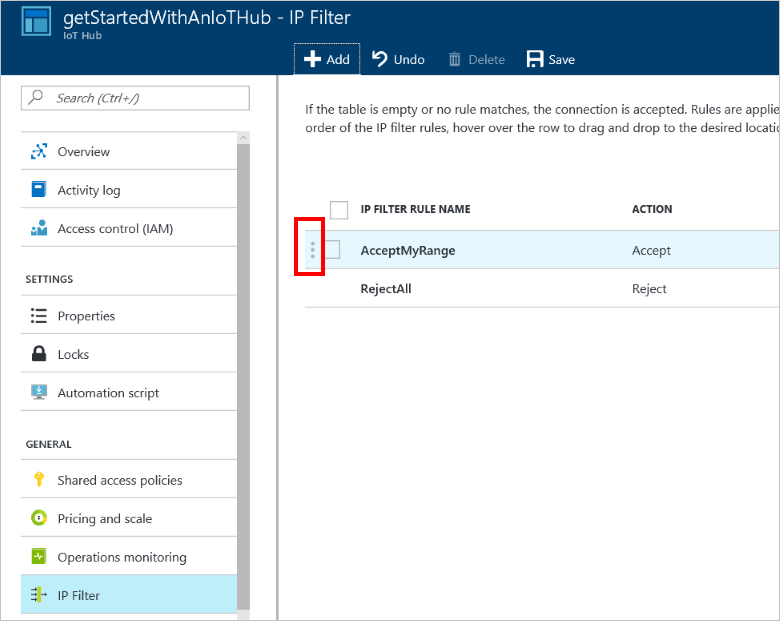 getStartedWithAnIoTHub - IP Filter
IoT Hub
Add Undo Delete Save
Search (Ctrl+/)
Overview
Activity log
Access control (IAM)
SETTINGS
Properties
Locks
Automation script
GENERAL
Shared access policies
Pricing and scale
Operations monitoring
IP Filter
If the table is empty or no rule matches, the connection is accepted. Rules are applie
order of the IP filter rules, hover over the row to drag and drop to the desired locatio
IP FILTER RULE NAME ACTION
AcceptMyRange Accept
RejectAll Reject